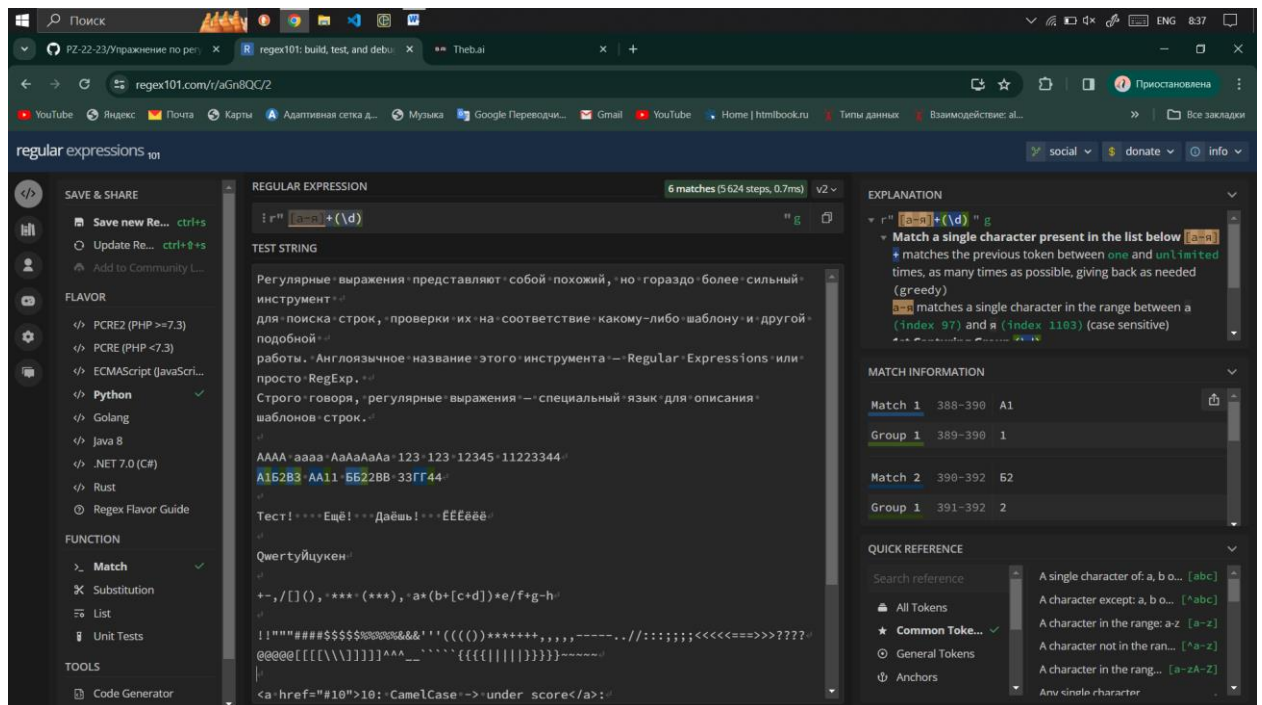 Поиск
ENG 8:37
PZ-22-23/Упражнение по рег
regex101: build, test, and debu
Theb.ai
regex101.com/r/aGn8QC/2
Приостановлена
YouTube Яндекс Почта Карты Адаптивная сетка д... Музыка Google Переводчи... Gmail YouTube Home | htmlbook.ru Типы данных Взаимодействие: al... » Все закладки
regular expressions 101
social donate info
SAVE & SHARE
Save new Re... ctrl+s
Update Re... ctrl+⇧+s
Add to Community L...
FLAVOR
PCRE2 (PHP >=7.3)
PCRE (PHP <7.3)
ECMAScript (JavaScri...
Python
Golang
Java 8
.NET 7.0 (C#)
Rust
Regex Flavor Guide
FUNCTION
Match
Substitution
List
Unit Tests
TOOLS
Code Generator
REGULAR EXPRESSION
6 matches (5 624 steps, 0.7ms) v2
r" [a-я]+(\d) " g
TEST STRING
Регулярные выражения представляют собой похожий, но гораздо более сильный
инструмент
для поиска строк, проверки их на соответствие какому-либо шаблону и другой
подобной
работы. Англоязычное название этого инструмента — Regular Expressions или
просто RegExp.
Строго говоря, регулярные выражения — специальный язык для описания
шаблонов строк.
АААА аааа АаАаАаАа 123 123 12345 11223344
А1Б2В3 АА11 ББ22ВВ 33ГГ44
Тест! Ещё! Даёшь! ЁЁЁёёё
QwertyЙцукен
+-,/[](), *** (***), a*(b+[c+d])*e/f+g-h
<a href="#10">10: CamelCase -> under score</a>:
EXPLANATION
r" [a-я]+(\d) " g
Match a single character present in the list below [a-я]
+ matches the previous token between one and unlimited
times, as many times as possible, giving back as needed
(greedy)
a-я matches a single character in the range between a
(index 97) and я (index 1103) (case sensitive)
1st Capturing Group (\d)
MATCH INFORMATION
Match 1 388-390 А1
Group 1 389-390 1
Match 2 390-392 Б2
Group 1 391-392 2
QUICK REFERENCE
Search reference
All Tokens
Common Toke...
General Tokens
Anchors
A single character of: a, b o... [abc]
A character except: a, b o... [^abc]
A character in the range: a-z [a-z]
A character not in the ran... [^a-z]
A character in the rang... [a-zA-Z]
Any single character